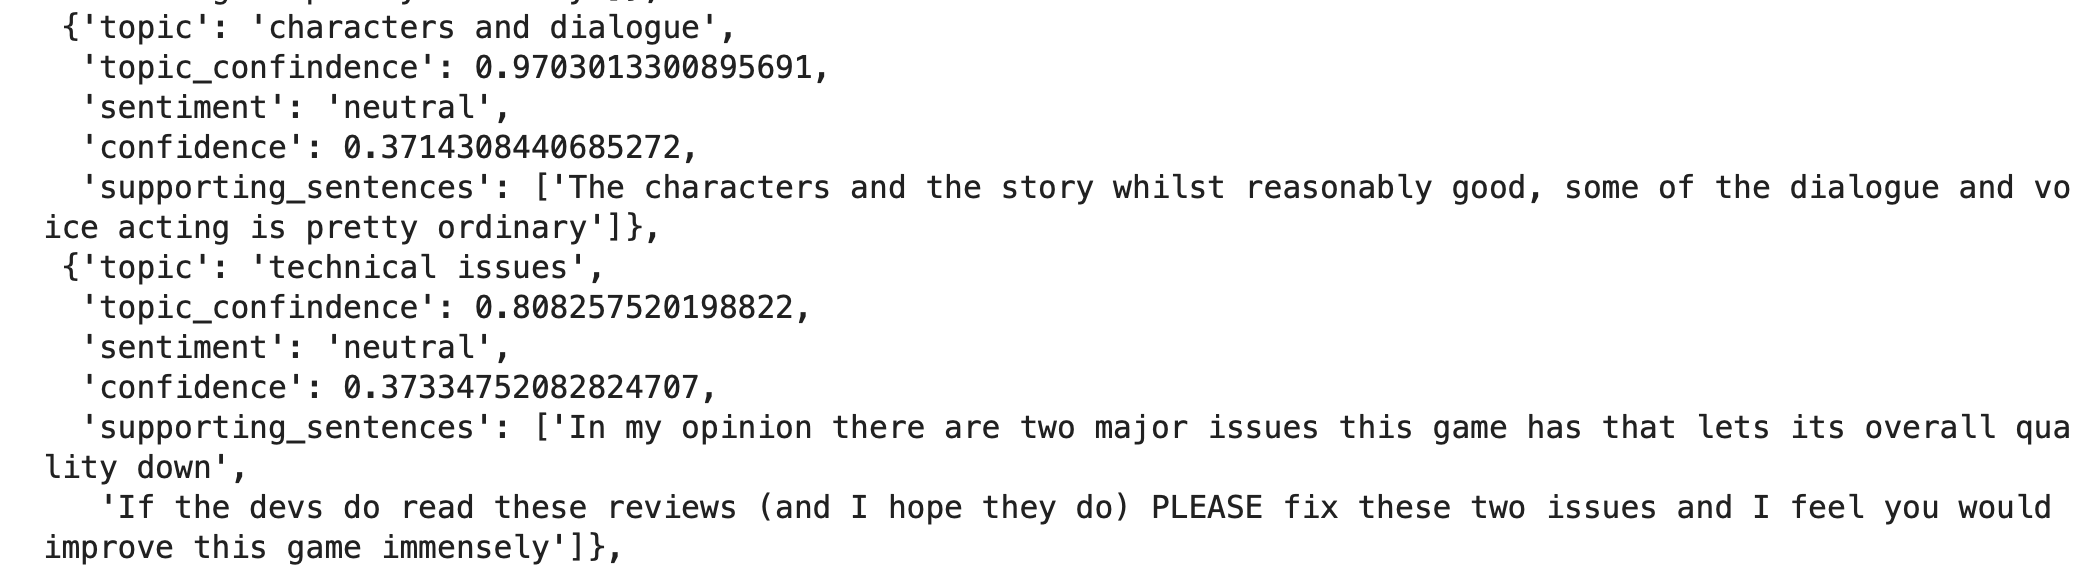 {'topic': 'characters and dialogue',
'topic_confindence': 0.9703013300895691,
'sentiment': 'neutral',
'confidence': 0.3714308440685272,
'supporting_sentences': ['The characters and the story whilst reasonably good, some of the dialogue and vo
ice acting is pretty ordinary']},
{'topic': 'technical issues',
'topic_confindence': 0.808257520198822,
'sentiment': 'neutral',
'confidence': 0.37334752082824707,
'supporting_sentences': ['In my opinion there are two major issues this game has that lets its overall qua
lity down',
'If the devs do read these reviews (and I hope they do) PLEASE fix these two issues and I feel you would
improve this game immensely']},